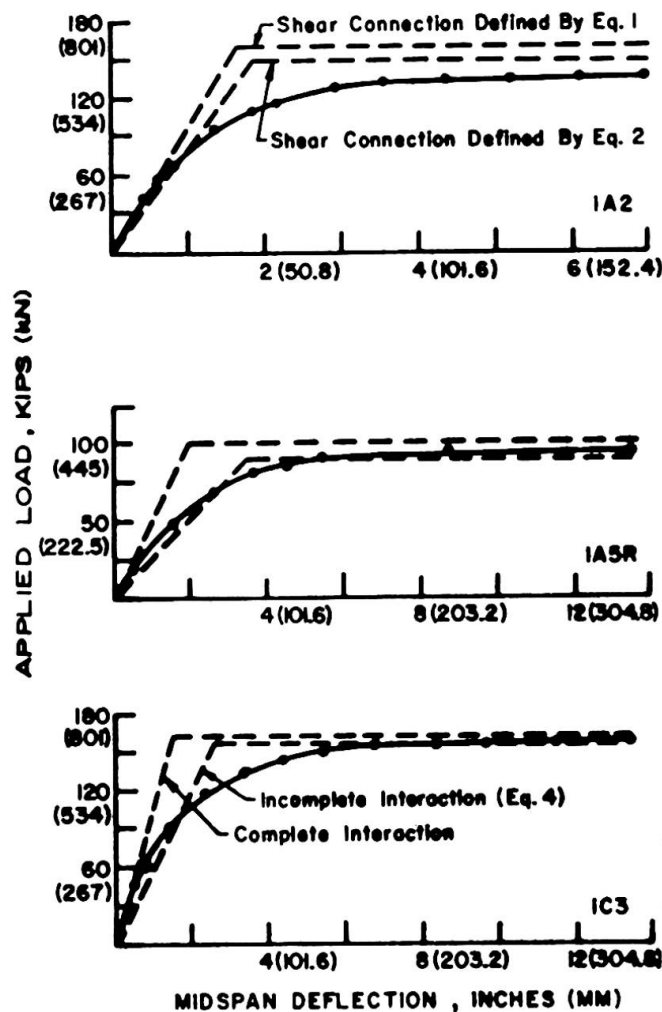 180
(801)
Shear Connection Defined By Eq. 1
120
(534)
Shear Connection Defined By Eq. 2
60
(267)
1A2
2(50.8) 4(101.6) 6(152.4)
APPLIED LOAD, KIPS (kN)
100
(445)
50
(222.5)
1A5R
4(101.6) 8(203.2) 12(304.8)
180
(801)
120
(534)
Incomplete Interaction (Eq. 4)
Complete Interaction
60
(267)
1C3
4(101.6) 8(203.2) 12(304.8)
MIDSPAN DEFLECTION, INCHES (MM)